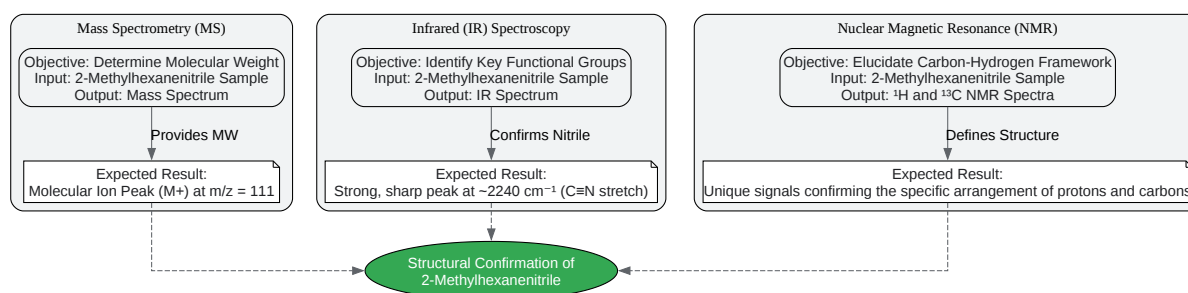 Mass Spectrometry (MS)
Objective: Determine Molecular Weight
Input: 2-Methylhexanenitrile Sample
Output: Mass Spectrum
Provides MW
Expected Result:
Molecular Ion Peak (M+) at m/z = 111
Infrared (IR) Spectroscopy
Objective: Identify Key Functional Groups
Input: 2-Methylhexanenitrile Sample
Output: IR Spectrum
Confirms Nitrile
Expected Result:
Strong, sharp peak at ~2240 cm⁻¹ (C≡N stretch)
Nuclear Magnetic Resonance (NMR)
Objective: Elucidate Carbon-Hydrogen Framework
Input: 2-Methylhexanenitrile Sample
Output: ¹H and ¹³C NMR Spectra
Defines Structure
Expected Result:
Unique signals confirming the specific arrangement of protons and carbons
Structural Confirmation of
2-Methylhexanenitrile